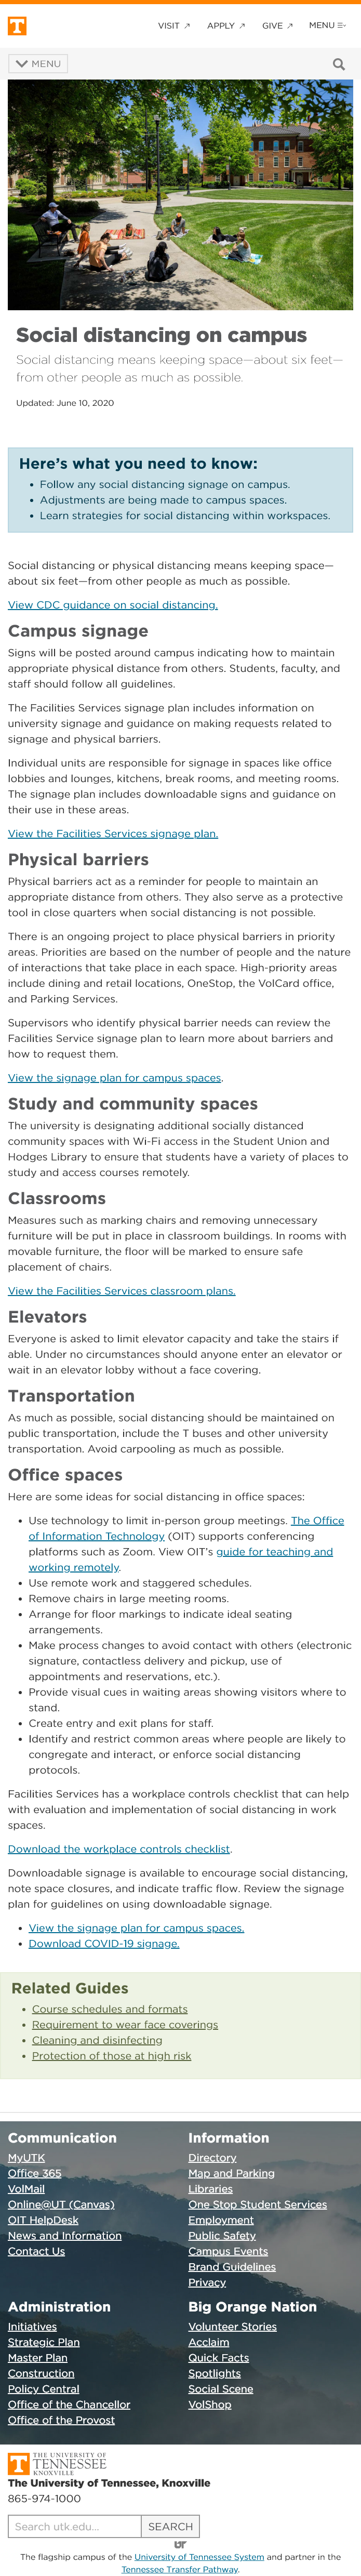 T
VISIT ↗ APPLY ↗ GIVE ↗ MENU
MENU
Social distancing on campus
Social distancing means keeping space—about six feet—
from other people as much as possible.
Updated: June 10, 2020
Here's what you need to know:
• Follow any social distancing signage on campus.
• Adjustments are being made to campus spaces.
• Learn strategies for social distancing within workspaces.
Social distancing or physical distancing means keeping space—
about six feet—from other people as much as possible.
View CDC guidance on social distancing.
Campus signage
Signs will be posted around campus indicating how to maintain
appropriate physical distance from others. Students, faculty, and
staff should follow all guidelines.
The Facilities Services signage plan includes information on
university signage and guidance on making requests related to
signage and physical barriers.
Individual units are responsible for signage in spaces like office
lobbies and lounges, kitchens, break rooms, and meeting rooms.
The signage plan includes downloadable signs and guidance on
their use in these areas.
View the Facilities Services signage plan.
Physical barriers
Physical barriers act as a reminder for people to maintain an
appropriate distance from others. They also serve as a protective
tool in close quarters when social distancing is not possible.
There is an ongoing project to place physical barriers in priority
areas. Priorities are based on the number of people and the nature
of interactions that take place in each space. High-priority areas
include dining and retail locations, OneStop, the VolCard office,
and Parking Services.
Supervisors who identify physical barrier needs can review the
Facilities Service signage plan to learn more about barriers and
how to request them.
View the signage plan for campus spaces.
Study and community spaces
The university is designating additional socially distanced
community spaces with Wi-Fi access in the Student Union and
Hodges Library to ensure that students have a variety of places to
study and access courses remotely.
Classrooms
Measures such as marking chairs and removing unnecessary
furniture will be put in place in classroom buildings. In rooms with
movable furniture, the floor will be marked to ensure safe
placement of chairs.
View the Facilities Services classroom plans.
Elevators
Everyone is asked to limit elevator capacity and take the stairs if
able. Under no circumstances should anyone enter an elevator or
wait in an elevator lobby without a face covering.
Transportation
As much as possible, social distancing should be maintained on
public transportation, include the T buses and other university
transportation. Avoid carpooling as much as possible.
Office spaces
Here are some ideas for social distancing in office spaces:
• Use technology to limit in-person group meetings. The Office
of Information Technology (OIT) supports conferencing
platforms such as Zoom. View OIT's guide for teaching and
working remotely.
• Use remote work and staggered schedules.
• Remove chairs in large meeting rooms.
• Arrange for floor markings to indicate ideal seating
arrangements.
• Make process changes to avoid contact with others (electronic
signature, contactless delivery and pickup, use of
appointments and reservations, etc.).
• Provide visual cues in waiting areas showing visitors where to
stand.
• Create entry and exit plans for staff.
• Identify and restrict common areas where people are likely to
congregate and interact, or enforce social distancing
protocols.
Facilities Services has a workplace controls checklist that can help
with evaluation and implementation of social distancing in work
spaces.
Download the workplace controls checklist.
Downloadable signage is available to encourage social distancing,
note space closures, and indicate traffic flow. Review the signage
plan for guidelines on using downloadable signage.
• View the signage plan for campus spaces.
• Download COVID-19 signage.
Related Guides
• Course schedules and formats
• Requirement to wear face coverings
• Cleaning and disinfecting
• Protection of those at high risk
Communication
MyUTK
Office 365
VolMail
Online@UT (Canvas)
OIT HelpDesk
News and Information
Contact Us
Information
Directory
Map and Parking
Libraries
One Stop Student Services
Employment
Public Safety
Campus Events
Brand Guidelines
Privacy
Administration
Initiatives
Strategic Plan
Master Plan
Construction
Policy Central
Office of the Chancellor
Office of the Provost
Big Orange Nation
Volunteer Stories
Acclaim
Quick Facts
Spotlights
Social Scene
VolShop
T THE UNIVERSITY OF
TENNESSEE
KNOXVILLE
The University of Tennessee, Knoxville
865-974-1000
Search utk.edu... SEARCH
UT
The flagship campus of the University of Tennessee System and partner in the
Tennessee Transfer Pathway.